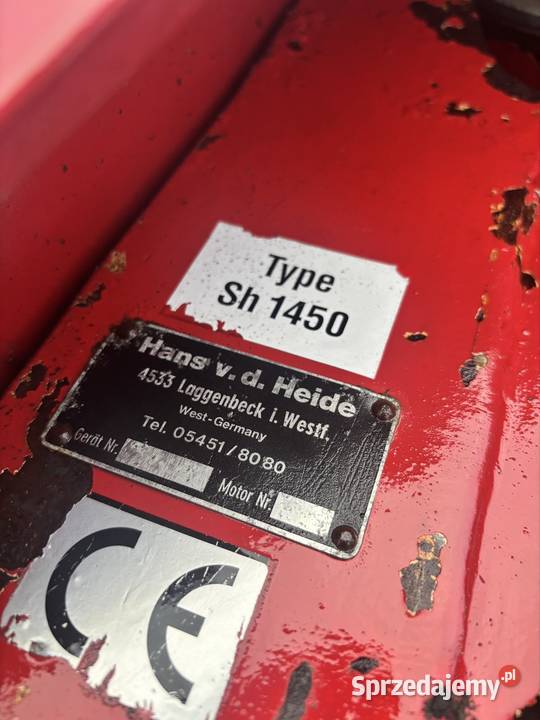 Type
Sh 1450
Hans v. d. Heide
4533 Laggenbeck i. Westf.
West-Germany
Tel. 05451/8080
Gerät Nr.
Motor Nr.
CE
Sprzedajemy.pl